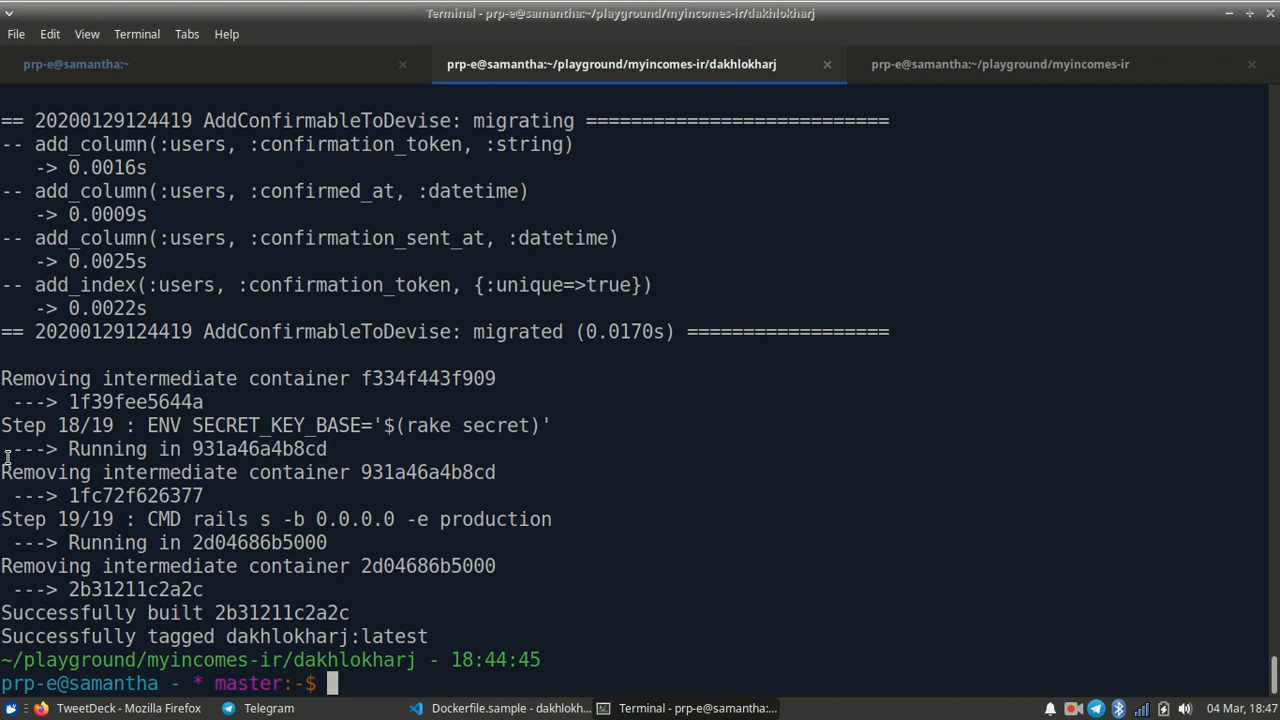 Terminal - prp-e@samantha:~/playground/myincomes-ir/dakhlokharj
File Edit View Terminal Tabs Help
prp-e@samantha:~ prp-e@samantha:~/playground/myincomes-ir/dakhlokharj prp-e@samantha:~/playground/myincomes-ir
== 20200129124419 AddConfirmableToDevise: migrating ===========================
-- add_column(:users, :confirmation_token, :string)
   -> 0.0016s
-- add_column(:users, :confirmed_at, :datetime)
   -> 0.0009s
-- add_column(:users, :confirmation_sent_at, :datetime)
   -> 0.0025s
-- add_index(:users, :confirmation_token, {:unique=>true})
   -> 0.0022s
== 20200129124419 AddConfirmableToDevise: migrated (0.0170s) ==================
Removing intermediate container f334f443f909
 ---> 1f39fee5644a
Step 18/19 : ENV SECRET_KEY_BASE='$(rake secret)'
 ---> Running in 931a46a4b8cd
Removing intermediate container 931a46a4b8cd
 ---> 1fc72f626377
Step 19/19 : CMD rails s -b 0.0.0.0 -e production
 ---> Running in 2d04686b5000
Removing intermediate container 2d04686b5000
 ---> 2b31211c2a2c
Successfully built 2b31211c2a2c
Successfully tagged dakhlokharj:latest
~/playground/myincomes-ir/dakhlokharj - 18:44:45
prp-e@samantha - * master:-$
TweetDeck - Mozilla Firefox Telegram Dockerfile.sample - dakhlokh... Terminal - prp-e@samantha:~... 04 Mar, 18:47